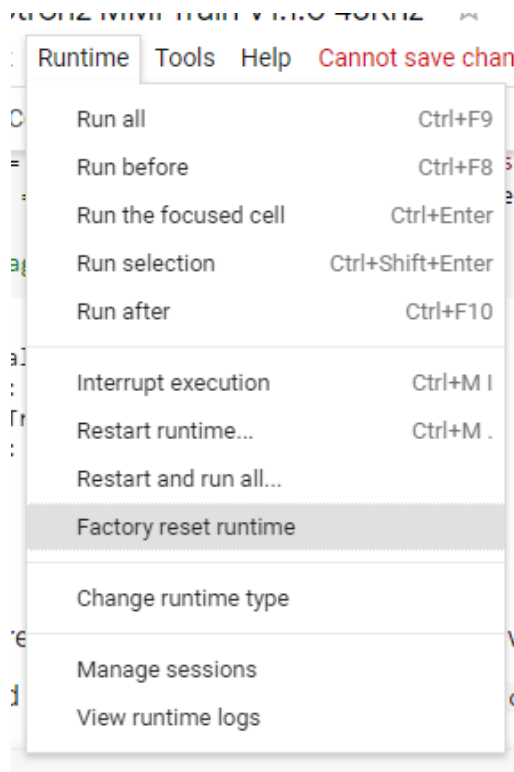 Runtime Tools Help Cannot save chan
Run all Ctrl+F9
Run before Ctrl+F8
Run the focused cell Ctrl+Enter
Run selection Ctrl+Shift+Enter
Run after Ctrl+F10
Interrupt execution Ctrl+M I
Restart runtime... Ctrl+M .
Restart and run all...
Factory reset runtime
Change runtime type
Manage sessions
View runtime logs